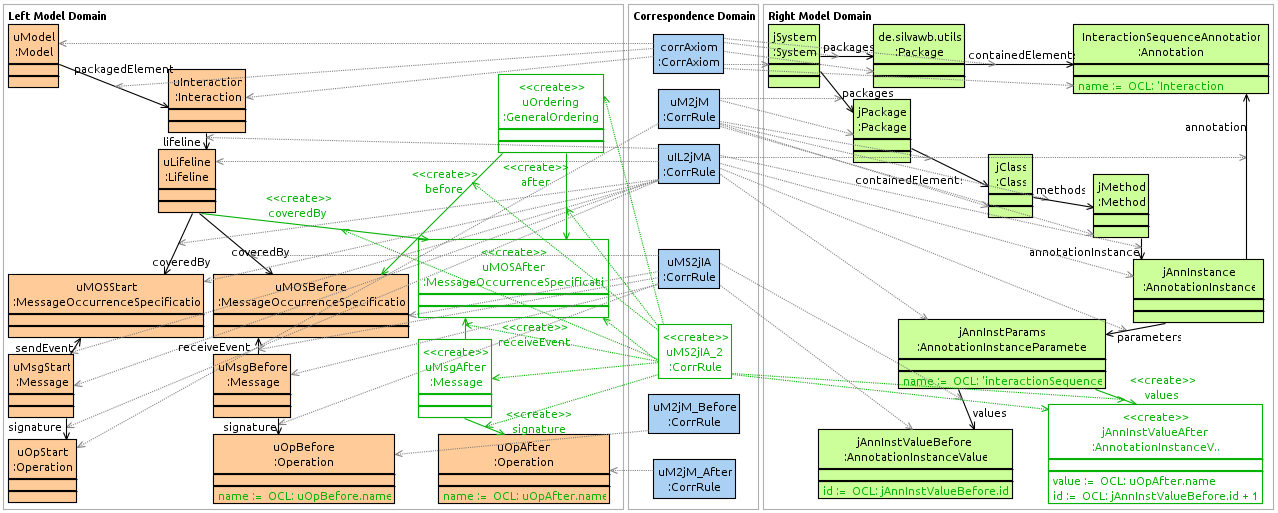 Left Model Domain
uModel
:Model
packagedElement
uInteraction
:Interaction
lifeline
uLifeline
:Lifeline
<<create>>
uOrdering
:GeneralOrdering
<<create>>
before
<<create>>
after
<<create>>
coveredBy
coveredBy
coveredBy
<<create>>
uMOSAfter
:MessageOccurrenceSpecificati
uMOSStart
:MessageOccurrenceSpecificatio
uMOSBefore
:MessageOccurrenceSpecificatio
sendEvent
receiveEvent
<<create>>
receiveEvent
uMsgStart
:Message
uMsgBefore
:Message
<<create>>
uMsgAfter
:Message
signature
signature
<<create>>
signature
uOpStart
:Operation
uOpBefore
:Operation
name := OCL: uOpBefore.name
uOpAfter
:Operation
name := OCL: uOpAfter.name
Correspondence Domain
corrAxiom
:CorrAxiom
uM2jM
:CorrRule
uIL2jMA
:CorrRule
uMS2jIA
:CorrRule
<<create>>
uMS2jIA_2
:CorrRule
uM2jM_Before
:CorrRule
uM2jM_After
:CorrRule
Right Model Domain
jSystem
:System
packages
de.silvawb.utils
:Package
containedElement:
InteractionSequenceAnnotation
:Annotation
name := OCL: 'Interaction
packages
jPackage
:Package
annotation
containedElement:
jClass
:Class
methods
jMethod
:Method
annotationInstance
jAnnInstance
:AnnotationInstance
parameters
jAnnInstParams
:AnnotationInstanceParamete
name := OCL: 'interactionSequence
<<create>>
values
values
jAnnInstValueBefore
:AnnotationInstanceValue
id := OCL: jAnnInstValueBefore.id
<<create>>
jAnnInstValueAfter
:AnnotationInstanceV..
value := OCL: uOpAfter.name
id := OCL: jAnnInstValueBefore.id + 1